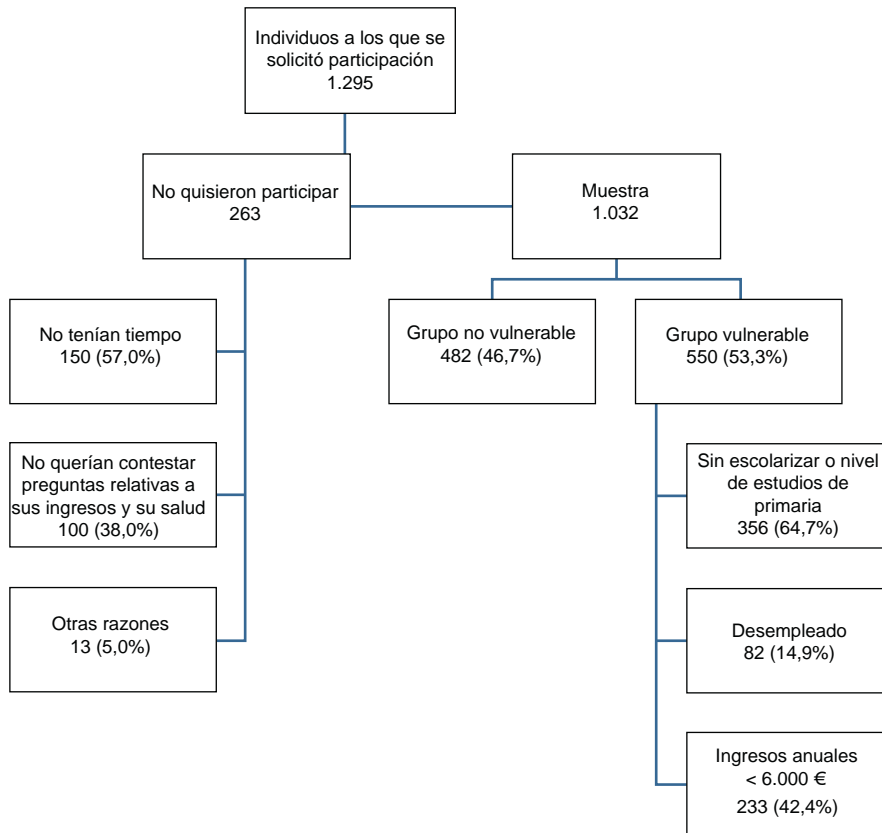 Individuos a los que se
solicitó participación
1.295
No quisieron participar
263
Muestra
1.032
No tenían tiempo
150 (57,0%)
No querían contestar
preguntas relativas a
sus ingresos y su salud
100 (38,0%)
Otras razones
13 (5,0%)
Grupo no vulnerable
482 (46,7%)
Grupo vulnerable
550 (53,3%)
Sin escolarizar o nivel
de estudios de
primaria
356 (64,7%)
Desempleado
82 (14,9%)
Ingresos anuales
< 6.000 €
233 (42,4%)